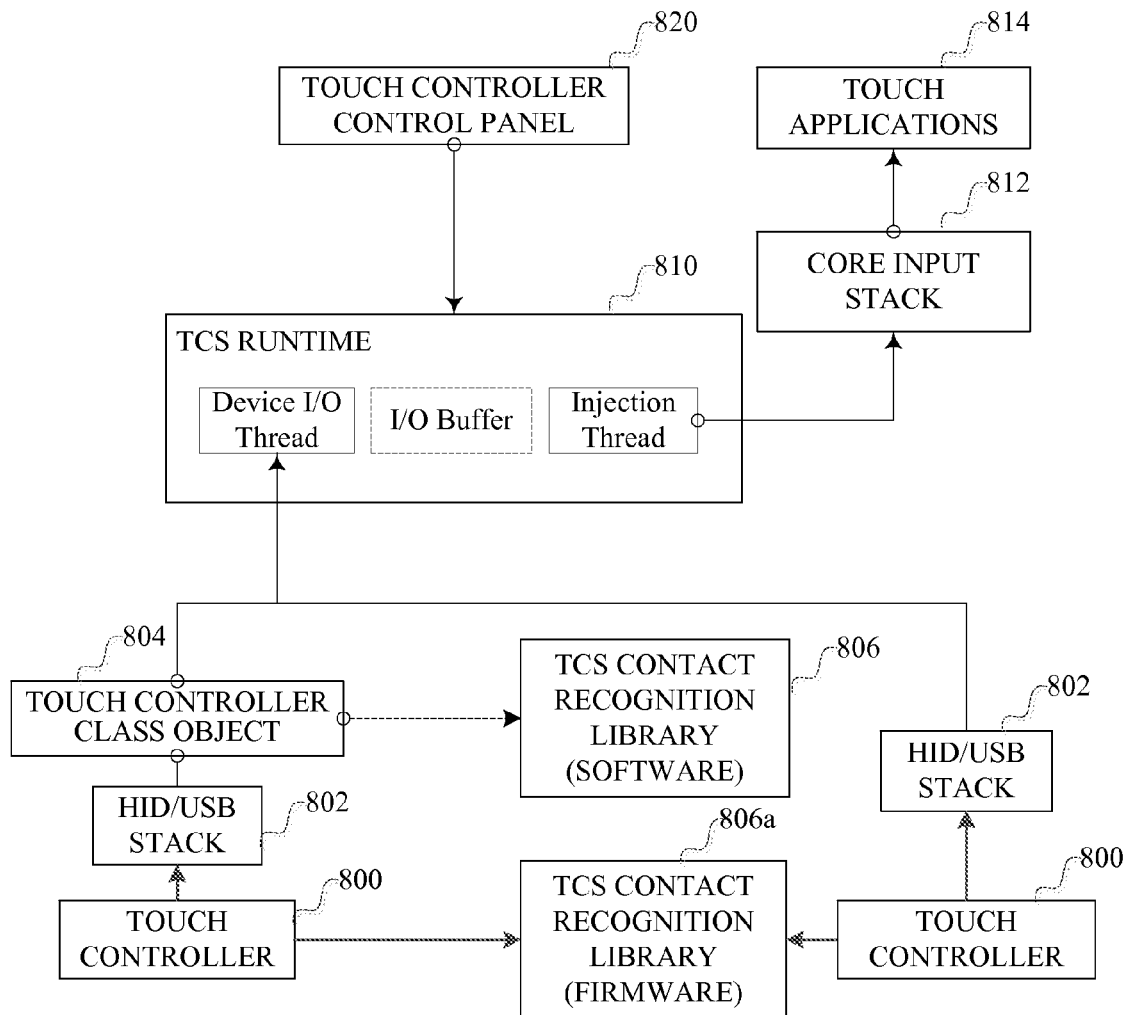 820
TOUCH CONTROLLER
CONTROL PANEL
814
TOUCH
APPLICATIONS
812
CORE INPUT
STACK
810
TCS RUNTIME
Device I/O
Thread
I/O Buffer
Injection
Thread
804
TOUCH CONTROLLER
CLASS OBJECT
TCS CONTACT
RECOGNITION
LIBRARY
(SOFTWARE)
806
802
HID/USB
STACK
HID/USB
STACK
802
806a
800
TOUCH
CONTROLLER
TCS CONTACT
RECOGNITION
LIBRARY
(FIRMWARE)
800
TOUCH
CONTROLLER